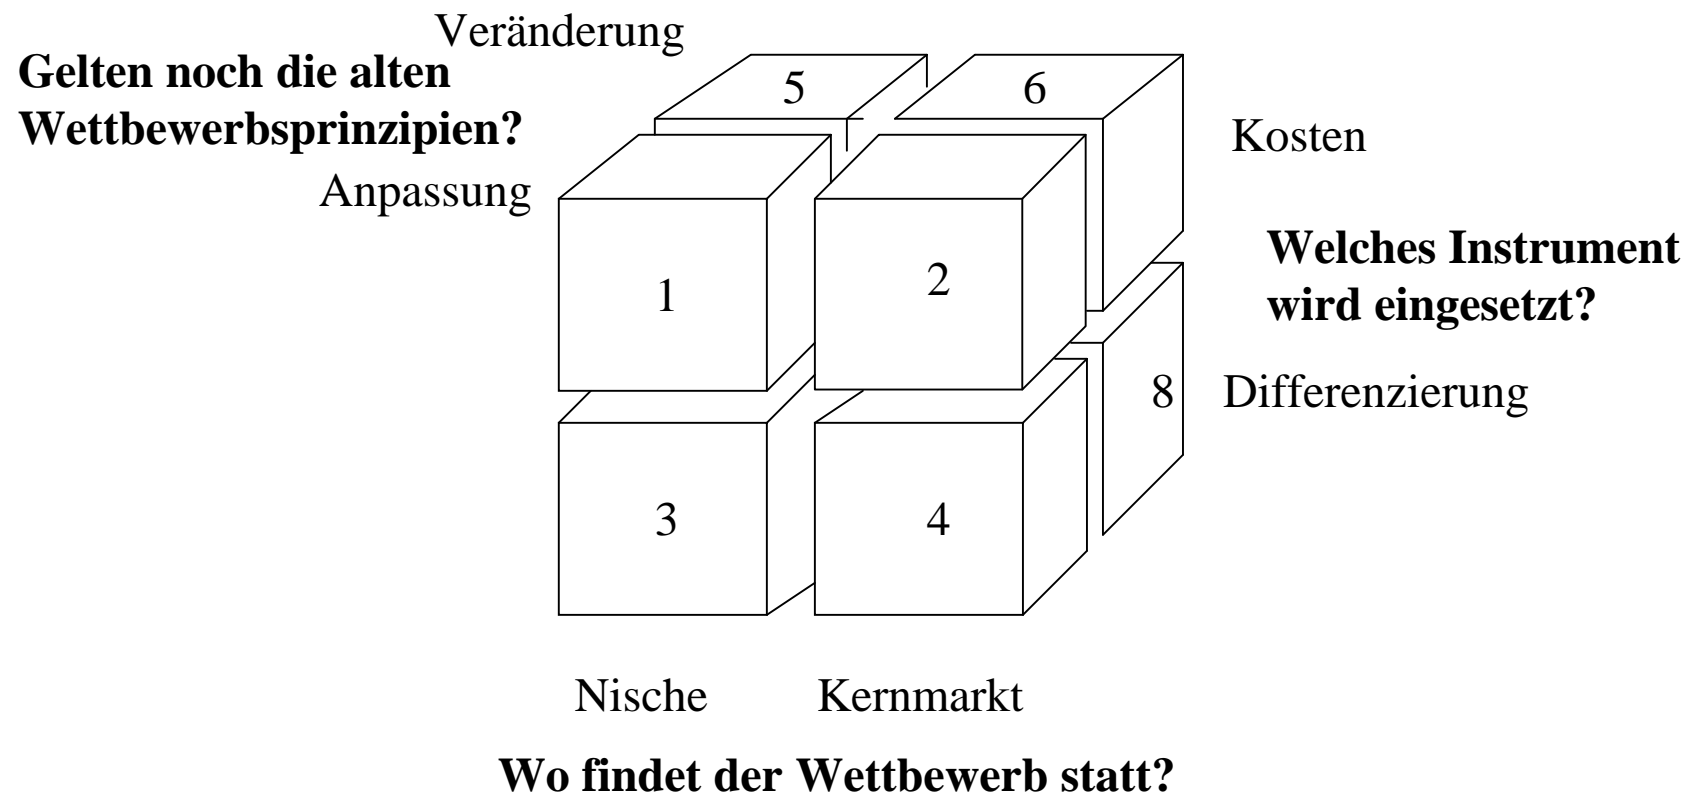 Veränderung
Gelten noch die alten
Wettbewerbsprinzipien?
5
6
Kosten
Anpassung
1
2
Welches Instrument
wird eingesetzt?
8
Differenzierung
3
4
Nische
Kernmarkt
Wo findet der Wettbewerb statt?